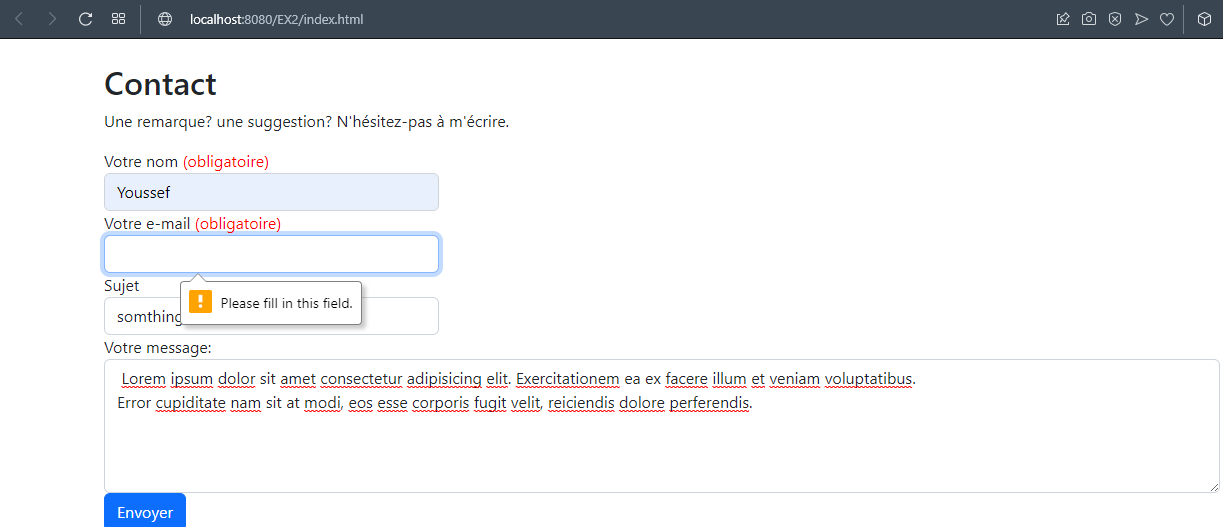 localhost:8080/EX2/index.html
Contact
Une remarque? une suggestion? N'hésitez-pas à m'écrire.
Votre nom (obligatoire)
Youssef
Votre e-mail (obligatoire)
Please fill in this field.
Sujet
somthing
Votre message:
Lorem ipsum dolor sit amet consectetur adipisicing elit. Exercitationem ea ex facere illum et veniam voluptatibus.
Error cupiditate nam sit at modi, eos esse corporis fugit velit, reiciendis dolore perferendis.
Envoyer